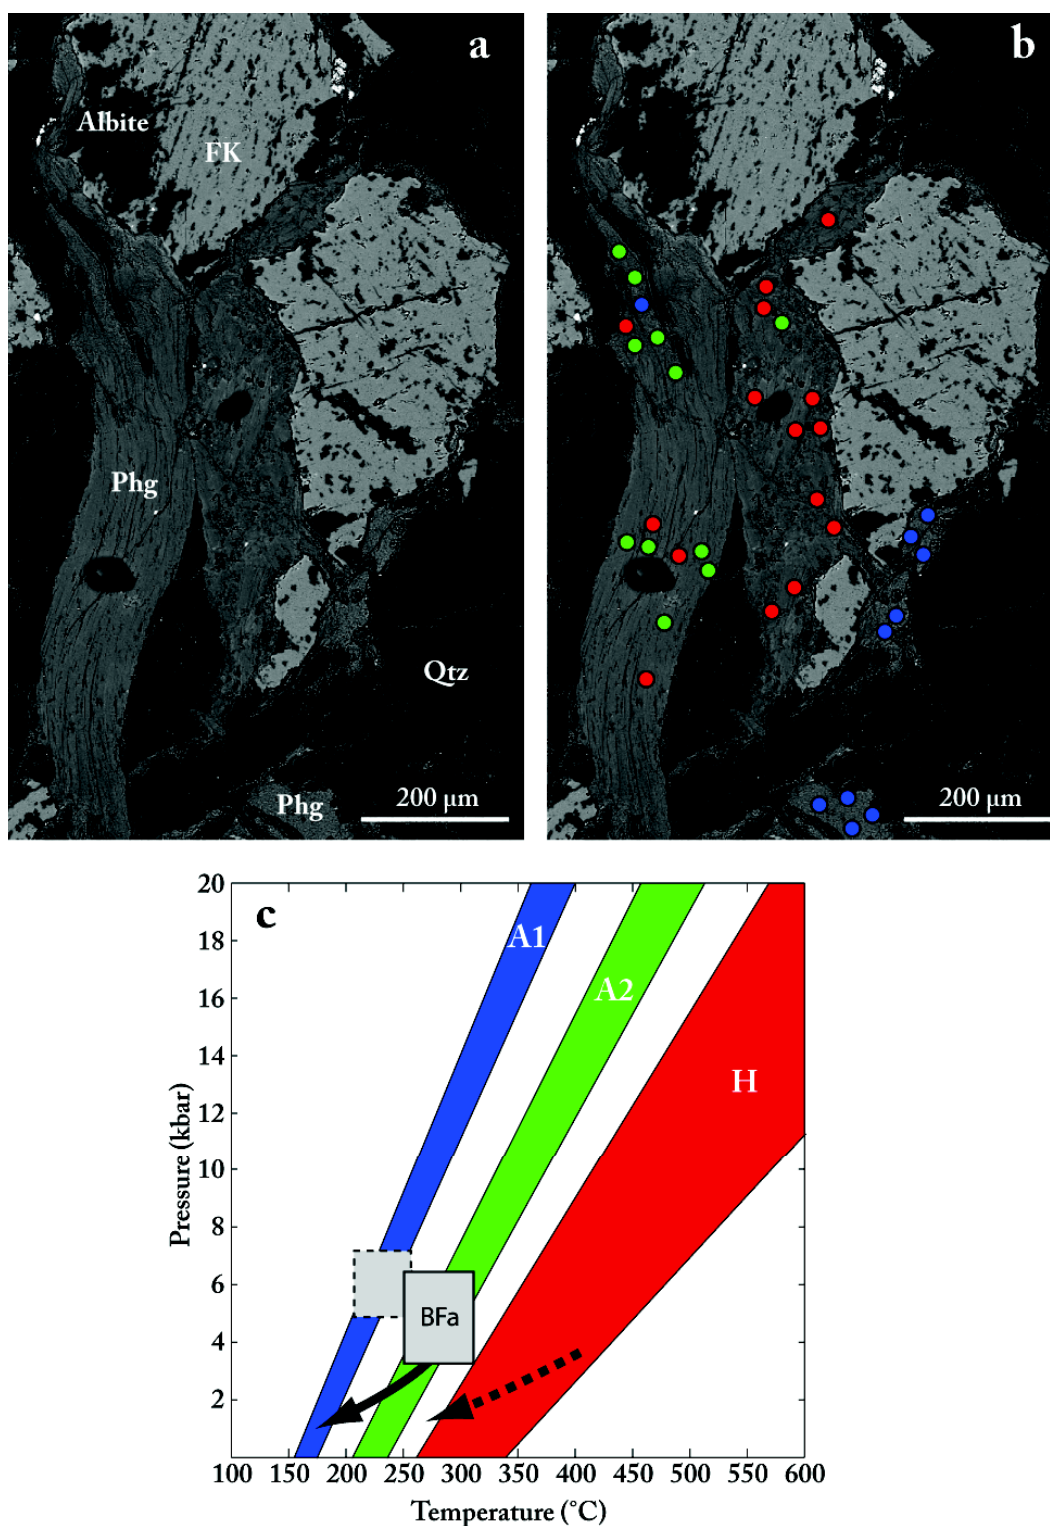 a
Albite
FK
Phg
Qtz
Phg
200 µm
b
200 µm
c
20
18
16
14
12
10
8
6
4
2
Pressure (kbar)
A1
A2
H
BFa
100 150 200 250 300 350 400 450 500 550 600
Temperature (°C)